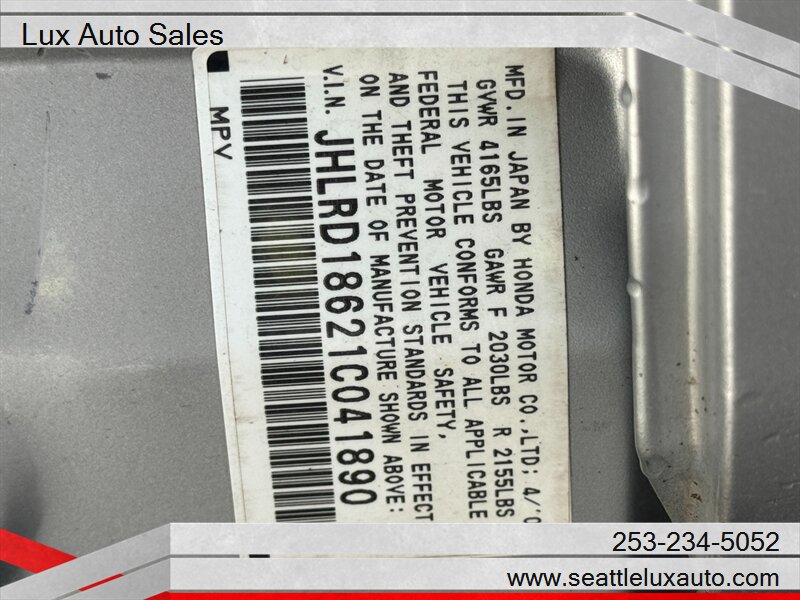 Lux Auto Sales
MFD. IN JAPAN BY HONDA MOTOR CO.,LTD; 4/'0
GVWR 4165LBS GAWR F 2030LBS R 2155LBS
THIS VEHICLE CONFORMS TO ALL APPLICABLE
FEDERAL MOTOR VEHICLE SAFETY,
AND THEFT PREVENTION STANDARDS IN EFFECT
ON THE DATE OF MANUFACTURE SHOWN ABOVE:
V.I.N. JHLRD18621C041890
MPV
253-234-5052
www.seattleluxauto.com